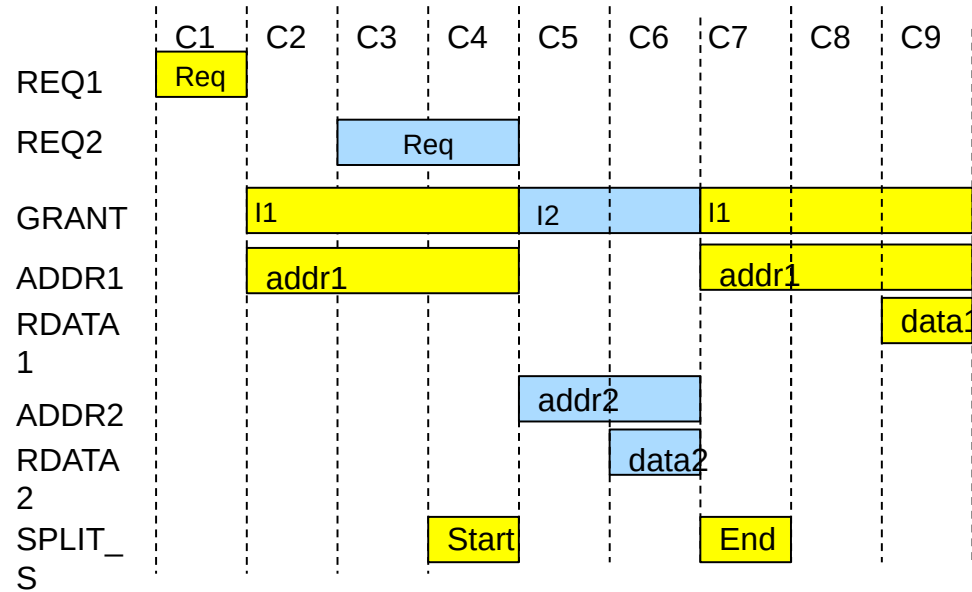 C1 C2 C3 C4 C5 C6 C7 C8 C9
REQ1 Req
REQ2 Req
GRANT I1 I2 I1
ADDR1 addr1 addr1
RDATA
1 data1
ADDR2 addr2
RDATA
2 data2
SPLIT_
S Start End